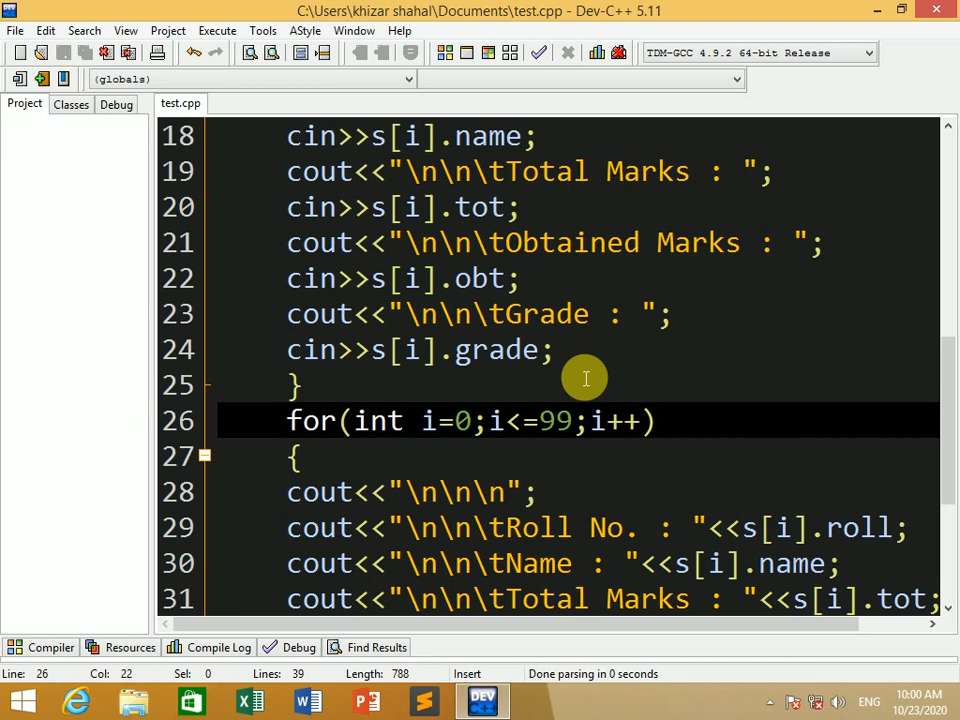 C:\Users\khizar shahal\Documents\test.cpp - Dev-C++ 5.11
File Edit Search View Project Execute Tools AStyle Window Help
TDM-GCC 4.9.2 64-bit Release
(globals)
Project Classes Debug test.cpp
18 cin>>s[i].name;
19 cout<<"\n\n\tTotal Marks : ";
20 cin>>s[i].tot;
21 cout<<"\n\n\tObtained Marks : ";
22 cin>>s[i].obt;
23 cout<<"\n\n\tGrade : ";
24 cin>>s[i].grade;
25 }
26 for(int i=0;i<=99;i++)
27 {
28 cout<<"\n\n\n";
29 cout<<"\n\n\tRoll No. : "<<s[i].roll;
30 cout<<"\n\n\tName : "<<s[i].name;
31 cout<<"\n\n\tTotal Marks : "<<s[i].tot;
Compiler Resources Compile Log Debug Find Results
Line: 26 Col: 22 Sel: 0 Lines: 39 Length: 788 Insert Done parsing in 0 seconds
DEV
ENG
10:00 AM
10/23/2020